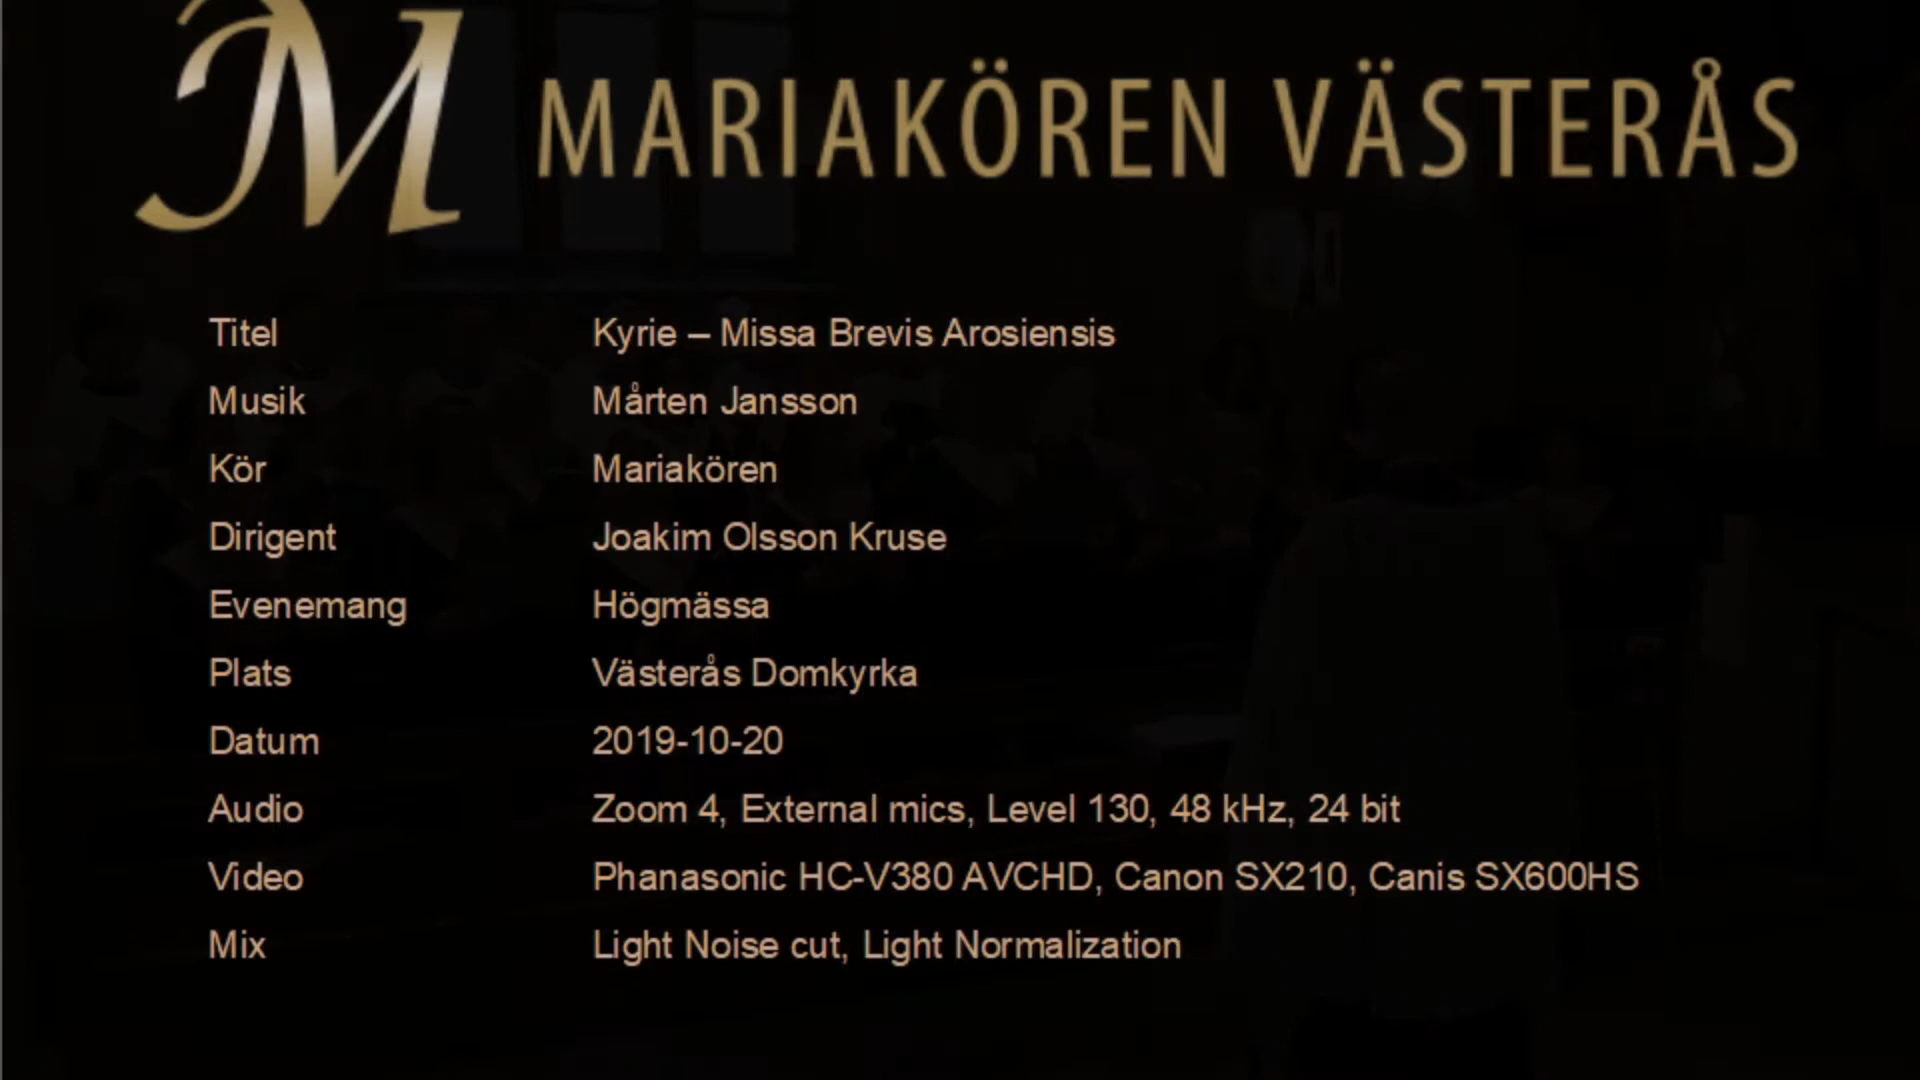 M MARIAKÖREN VÄSTERÅS
Titel Kyrie – Missa Brevis Arosiensis
Musik Mårten Jansson
Kör Mariakören
Dirigent Joakim Olsson Kruse
Evenemang Högmässa
Plats Västerås Domkyrka
Datum 2019-10-20
Audio Zoom 4, External mics, Level 130, 48 kHz, 24 bit
Video Phanasonic HC-V380 AVCHD, Canon SX210, Canis SX600HS
Mix Light Noise cut, Light Normalization